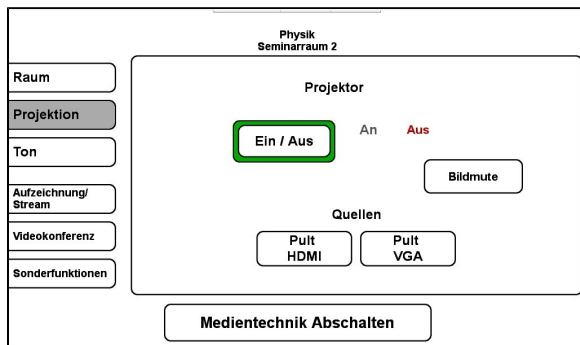 Physik
Seminarraum 2
Raum
Projektion
Ton
Aufzeichnung/
Stream
Videokonferenz
Sonderfunktionen
Projektor
Ein / Aus
An
Aus
Bildmute
Quellen
Pult
HDMI
Pult
VGA
Medientechnik Abschalten